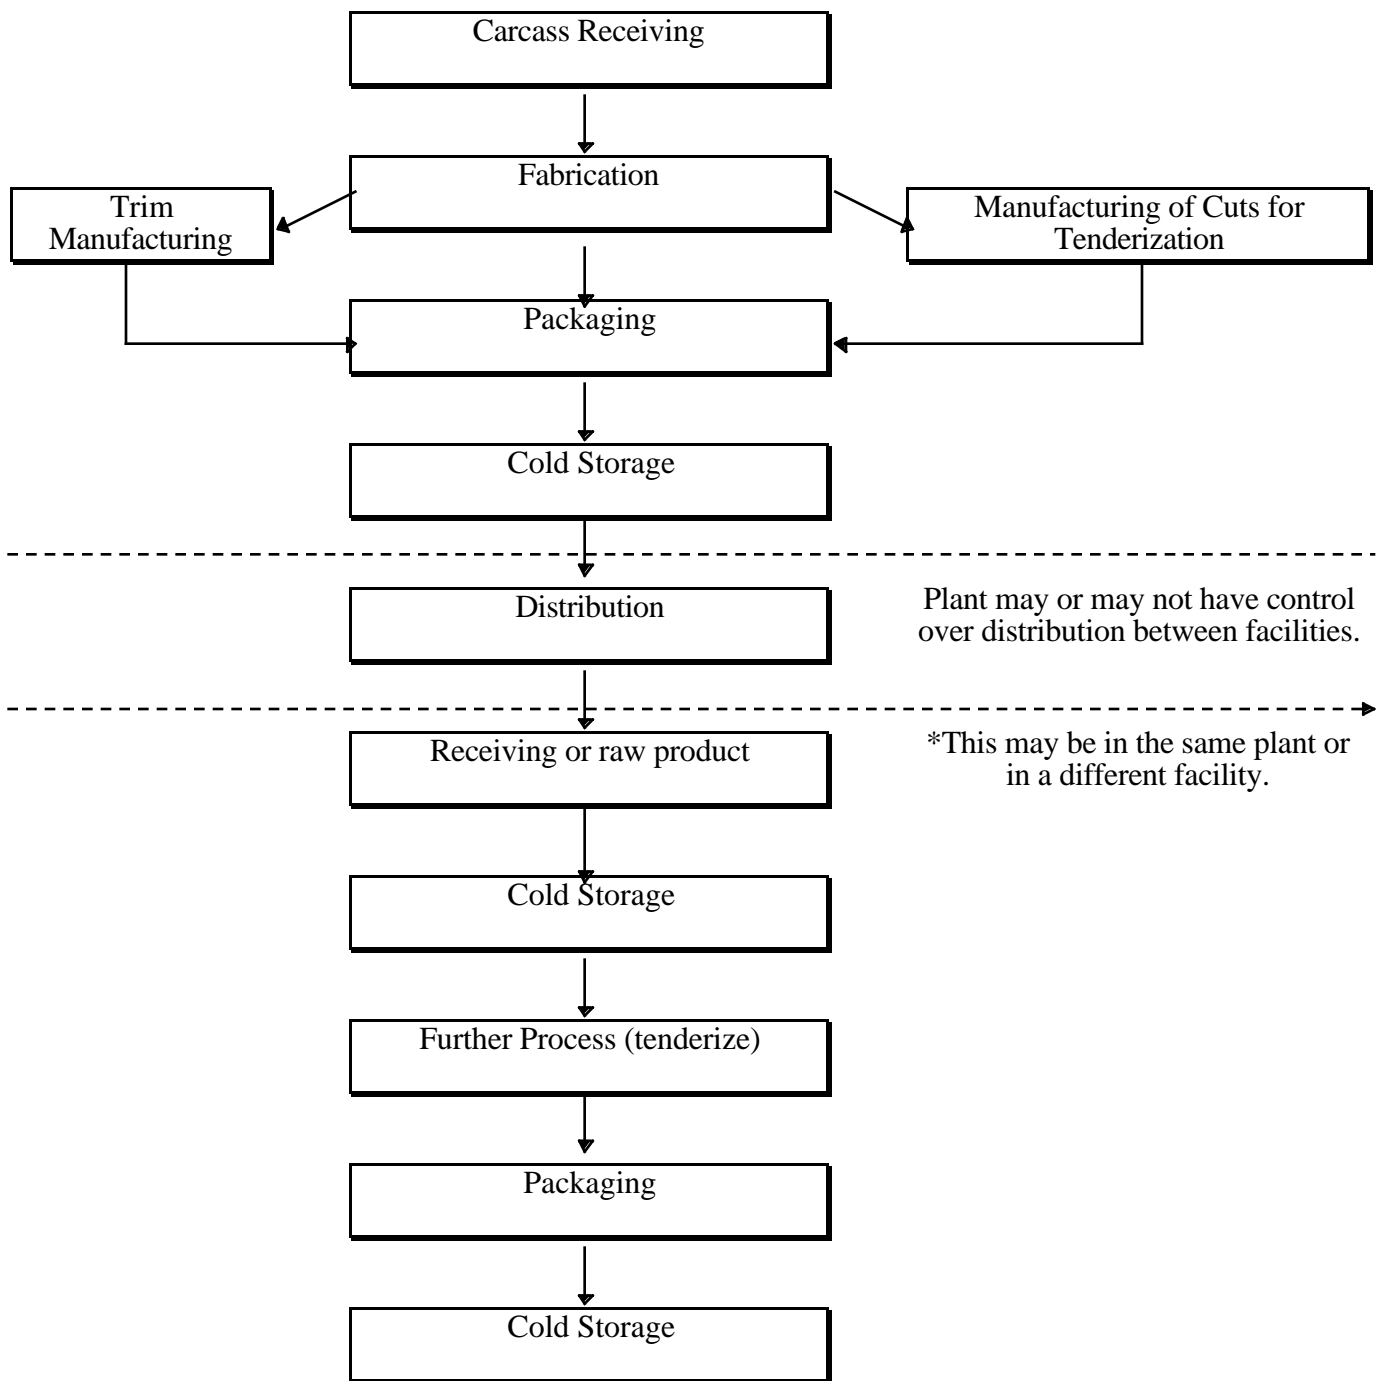 Carcass Receiving
Fabrication
Trim
Manufacturing
Manufacturing of Cuts for
Tenderization
Packaging
Cold Storage
Distribution
Plant may or may not have control
over distribution between facilities.
Receiving or raw product
*This may be in the same plant or
in a different facility.
Cold Storage
Further Process (tenderize)
Packaging
Cold Storage